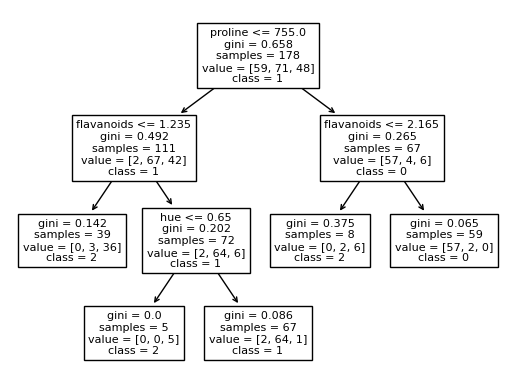 proline <= 755.0
gini = 0.658
samples = 178
value = [59, 71, 48]
class = 1
flavanoids <= 1.235
gini = 0.492
samples = 111
value = [2, 67, 42]
class = 1
flavanoids <= 2.165
gini = 0.265
samples = 67
value = [57, 4, 6]
class = 0
gini = 0.142
samples = 39
value = [0, 3, 36]
class = 2
hue <= 0.65
gini = 0.202
samples = 72
value = [2, 64, 6]
class = 1
gini = 0.375
samples = 8
value = [0, 2, 6]
class = 2
gini = 0.065
samples = 59
value = [57, 2, 0]
class = 0
gini = 0.0
samples = 5
value = [0, 0, 5]
class = 2
gini = 0.086
samples = 67
value = [2, 64, 1]
class = 1